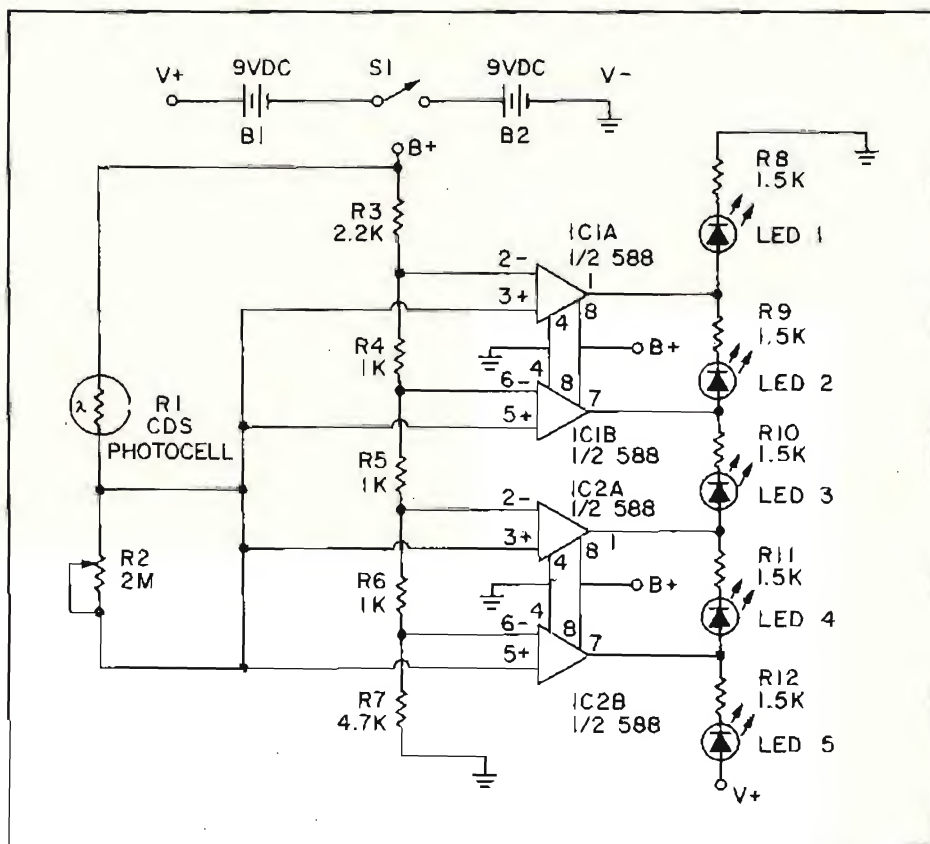 V+
9VDC
B1
S1
9VDC
B2
V-
B+
R3
2.2K
R4
1K
R5
1K
R6
1K
R7
4.7K
λ
R1
CDS
PHOTOCELL
R2
2M
IC1A
1/2 588
2-
3+
1
4
8
B+
4
8
6-
5+
7
IC1B
1/2 588
IC2A
1/2 588
2-
3+
1
4
8
B+
4
8
6-
5+
7
IC2B
1/2 588
R8
1.5K
LED 1
R9
1.5K
LED 2
R10
1.5K
LED 3
R11
1.5K
LED 4
R12
1.5K
LED 5
V+